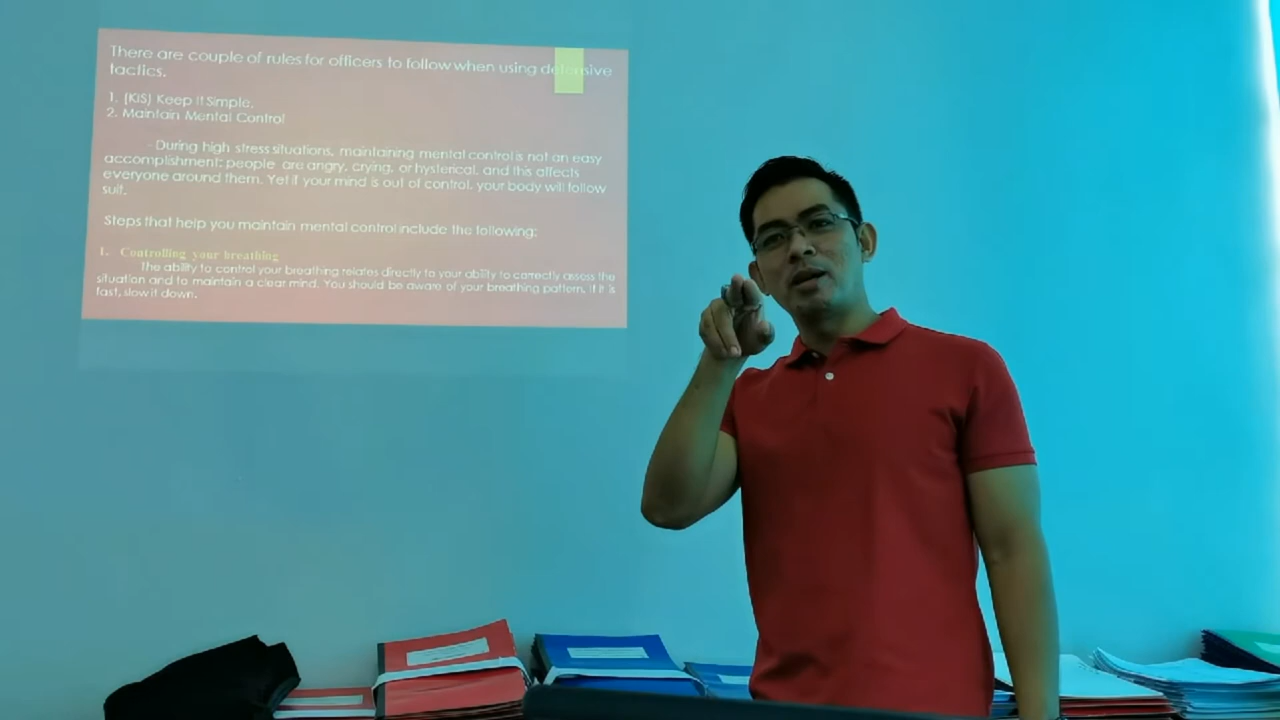 There are couple of rules for officers to follow when using defensive
tactics.
1. (KIS) Keep It Simple.
2. Maintain Mental Control
- During high stress situations, maintaining mental control is not an easy
accomplishment; people are angry, crying, or hysterical, and this affects
everyone around them. Yet if your mind is out of control, your body will follow
suit.
Steps that help you maintain mental control include the following:
1. Controlling your breathing
The ability to control your breathing relates directly to your ability to correctly assess the
situation and to maintain a clear mind. You should be aware of your breathing pattern, if it is
fast, slow it down.